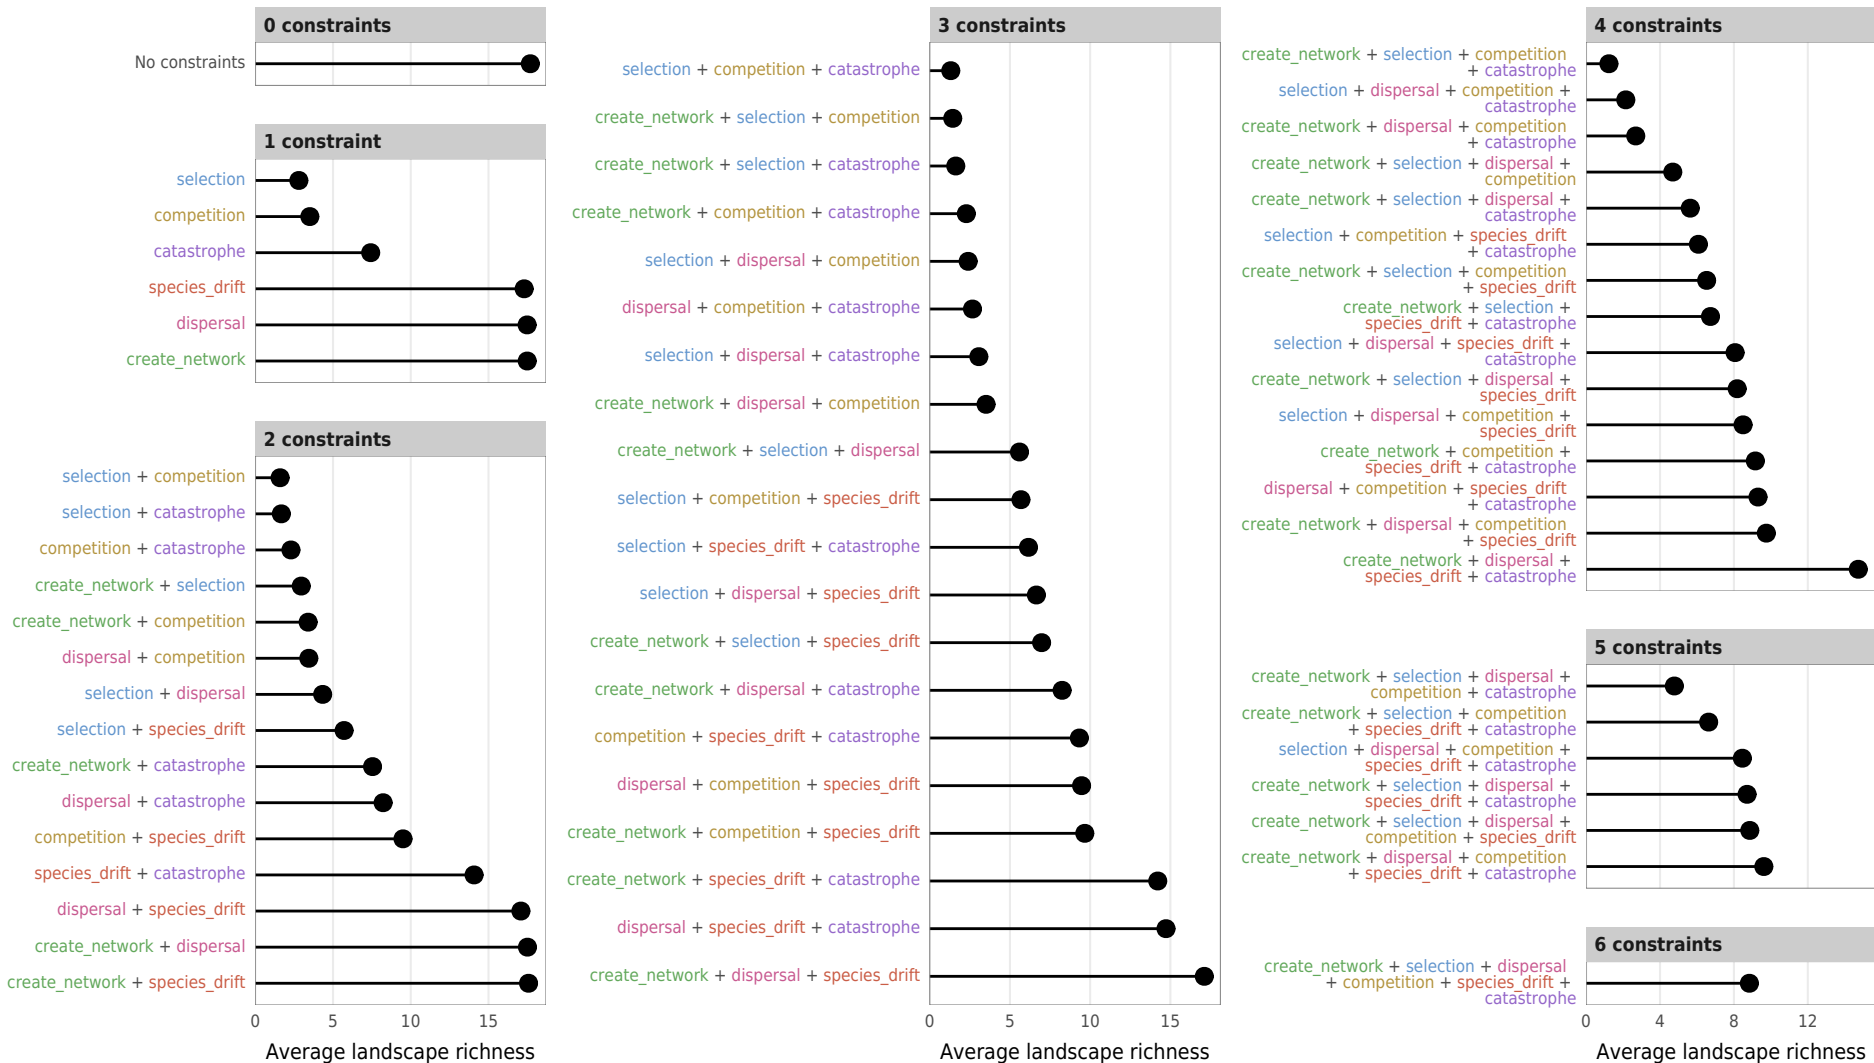 0 constraints
No constraints
1 constraint
selection
competition
catastrophe
species_drift
dispersal
create_network
2 constraints
selection + competition
selection + catastrophe
competition + catastrophe
create_network + selection
create_network + competition
dispersal + competition
selection + dispersal
selection + species_drift
create_network + catastrophe
dispersal + catastrophe
competition + species_drift
species_drift + catastrophe
dispersal + species_drift
create_network + dispersal
create_network + species_drift
0 5 10 15
Average landscape richness
3 constraints
selection + competition + catastrophe
create_network + selection + competition
create_network + selection + catastrophe
create_network + competition + catastrophe
selection + dispersal + competition
dispersal + competition + catastrophe
selection + dispersal + catastrophe
create_network + dispersal + competition
create_network + selection + dispersal
selection + competition + species_drift
selection + species_drift + catastrophe
selection + dispersal + species_drift
create_network + selection + species_drift
create_network + dispersal + catastrophe
competition + species_drift + catastrophe
dispersal + competition + species_drift
create_network + competition + species_drift
create_network + species_drift + catastrophe
dispersal + species_drift + catastrophe
create_network + dispersal + species_drift
0 5 10 15
Average landscape richness
4 constraints
create_network + selection + competition
+ catastrophe
selection + dispersal + competition +
catastrophe
create_network + dispersal + competition
+ catastrophe
create_network + selection + dispersal +
competition
create_network + selection + dispersal +
catastrophe
selection + competition + species_drift
+ catastrophe
create_network + selection + competition
+ species_drift
create_network + selection +
species_drift + catastrophe
selection + dispersal + species_drift +
catastrophe
create_network + selection + dispersal +
species_drift
selection + dispersal + competition +
species_drift
create_network + competition +
species_drift + catastrophe
dispersal + competition + species_drift
+ catastrophe
create_network + dispersal + competition
+ species_drift
create_network + dispersal +
species_drift + catastrophe
5 constraints
create_network + selection + dispersal +
competition + catastrophe
create_network + selection + competition
+ species_drift + catastrophe
selection + dispersal + competition +
species_drift + catastrophe
create_network + selection + dispersal +
species_drift + catastrophe
create_network + selection + dispersal +
competition + species_drift
create_network + dispersal + competition
+ species_drift + catastrophe
6 constraints
create_network + selection + dispersal
+ competition + species_drift +
catastrophe
0 4 8 12
Average landscape richness